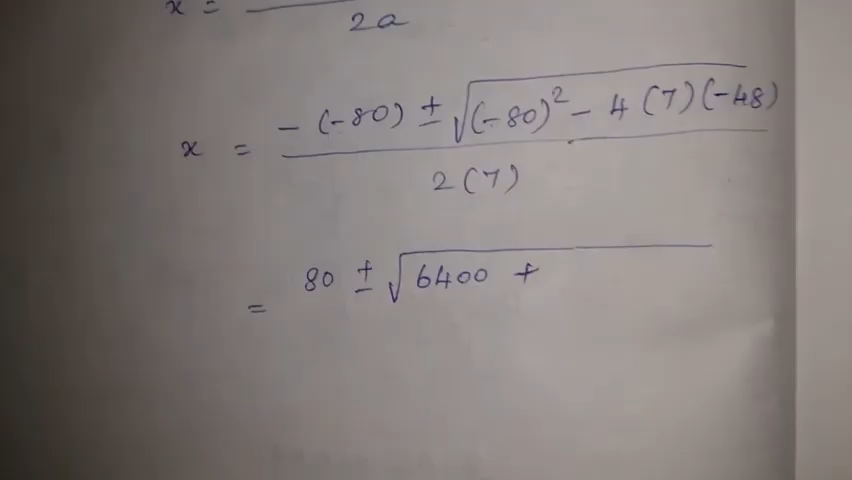 x =
2a
x = -(-80) ± √(-80)² - 4(7)(-48)
2(7)
= 80 ± √6400 +